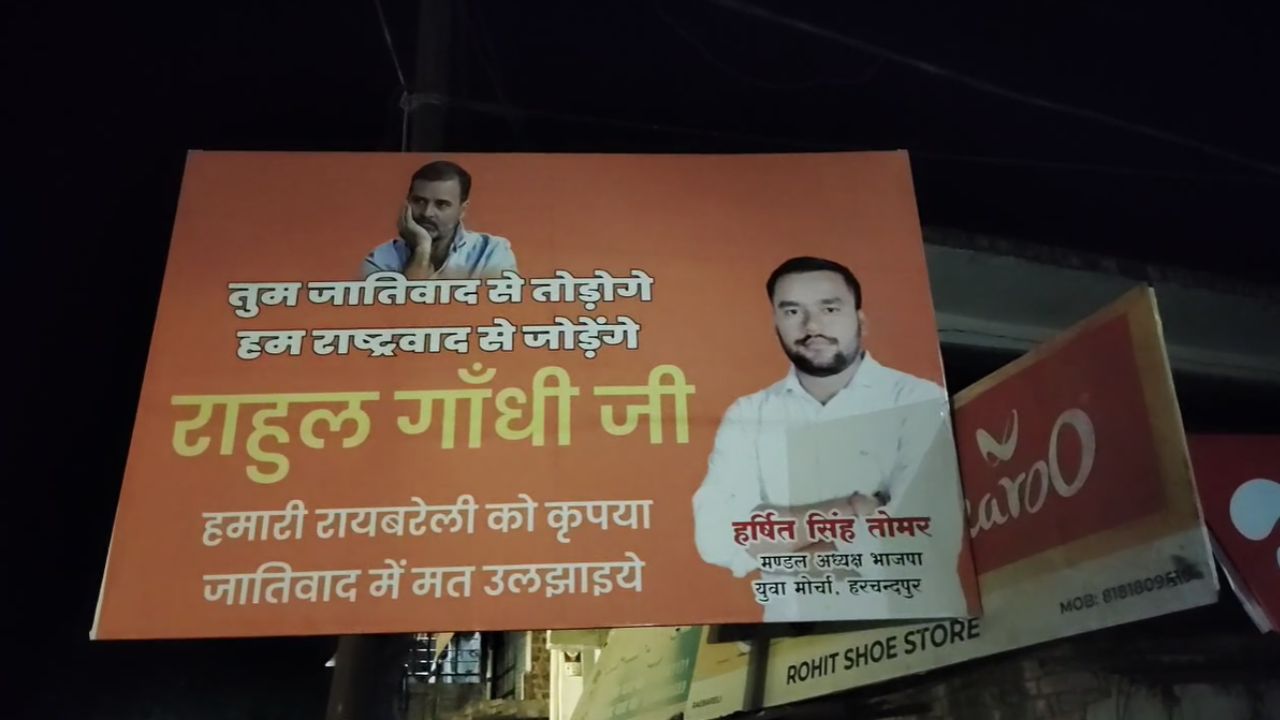 तुम जातिवाद से तोड़ोगे
हम राष्ट्रवाद से जोड़ेंगे
राहुल गाँधी जी
हमारी रायबरेली को कृपया
जातिवाद में मत उलझाइये
हर्षित सिंह तोमर
मण्डल अध्यक्ष भाजपा
युवा मोर्चा, हरचन्दपुर
ROHIT SHOE STORE
RAEBARELI